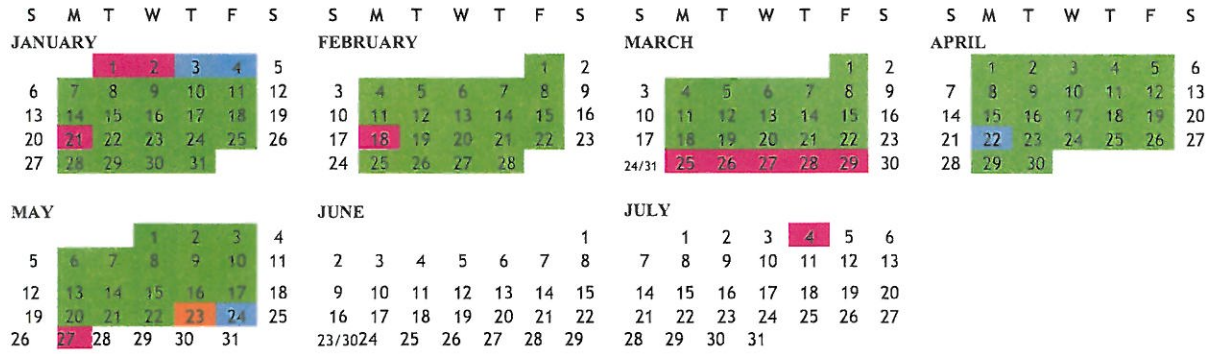 S M T W T F S S M T W T F S S M T W T F S S M T W T F S
JANUARY FEBRUARY MARCH APRIL
1 2 3 4 5 1 2 1 2 1 2 3 4 5 6
6 7 8 9 10 11 12 3 4 5 6 7 8 9 3 4 5 6 7 8 9 7 8 9 10 11 12 13
13 14 15 16 17 18 19 10 11 12 13 14 15 16 10 11 12 13 14 15 16 14 15 16 17 18 19 20
20 21 22 23 24 25 26 17 18 19 20 21 22 23 17 18 19 20 21 22 23 21 22 23 24 25 26 27
27 28 29 30 31 24 25 26 27 28 24/31 25 26 27 28 29 30 28 29 30
MAY JUNE JULY
1 2 3 4 1 1 2 3 4 5 6
5 6 7 8 9 10 11 2 3 4 5 6 7 8 7 8 9 10 11 12 13
12 13 14 15 16 17 18 9 10 11 12 13 14 15 14 15 16 17 18 19 20
19 20 21 22 23 24 25 16 17 18 19 20 21 22 21 22 23 24 25 26 27
26 27 28 29 30 31 23/30 24 25 26 27 28 29 28 29 30 31